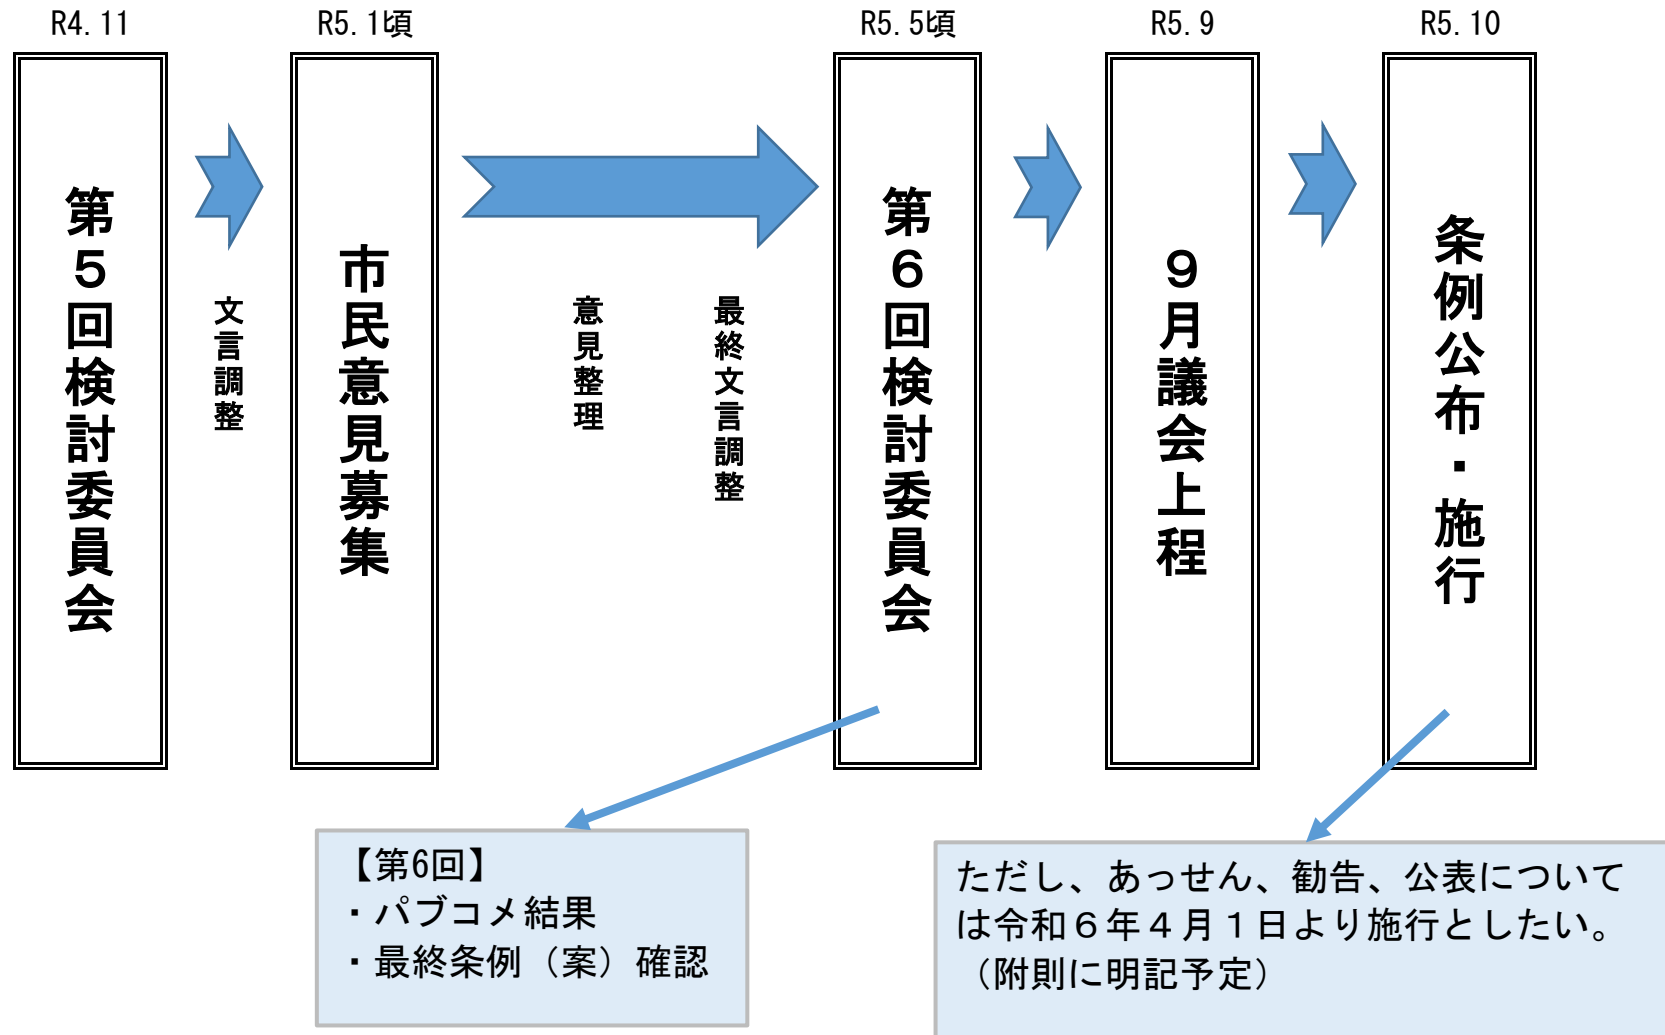 R4.11
R5.1頃
R5.5頃
R5.9
R5.10
第５回検討委員会
文言調整
市民意見募集
意見整理
最終文言調整
第６回検討委員会
９月議会上程
条例公布・施行
【第6回】
・パブコメ結果
・最終条例（案）確認
ただし、あっせん、勧告、公表について
は令和６年４月１日より施行としたい。
（附則に明記予定）